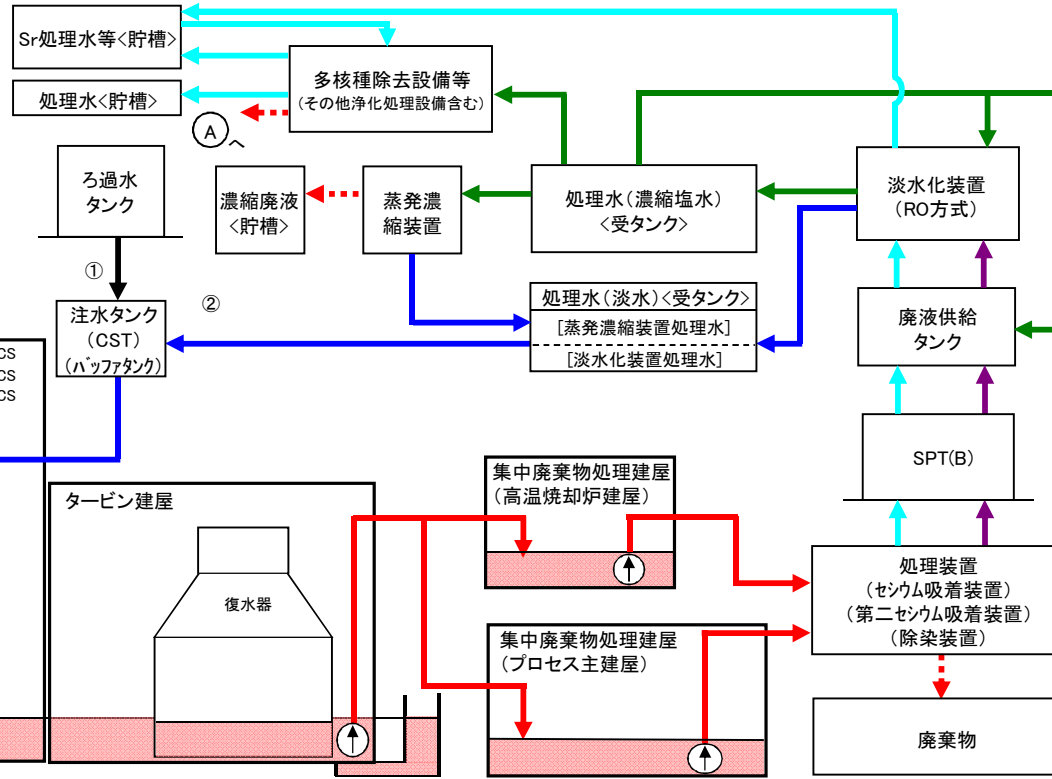 Sr処理水等<貯槽>
処理水<貯槽>
多核種除去設備等
(その他浄化処理設備含む)
A
へ
ろ過水
タンク
濃縮廃液
<貯槽>
蒸発濃
縮装置
処理水(濃縮塩水)
<受タンク>
淡水化装置
(RO方式)
①
②
注水タンク
(CST)
(バッファタンク)
処理水(淡水)<受タンク>
[蒸発濃縮装置処理水]
[淡水化装置処理水]
廃液供給
タンク
CS
CS
CS
SPT(B)
タービン建屋
復水器
集中廃棄物処理建屋
(高温焼却炉建屋)
処理装置
(セシウム吸着装置)
(第二セシウム吸着装置)
(除染装置)
集中廃棄物処理建屋
(プロセス主建屋)
廃棄物